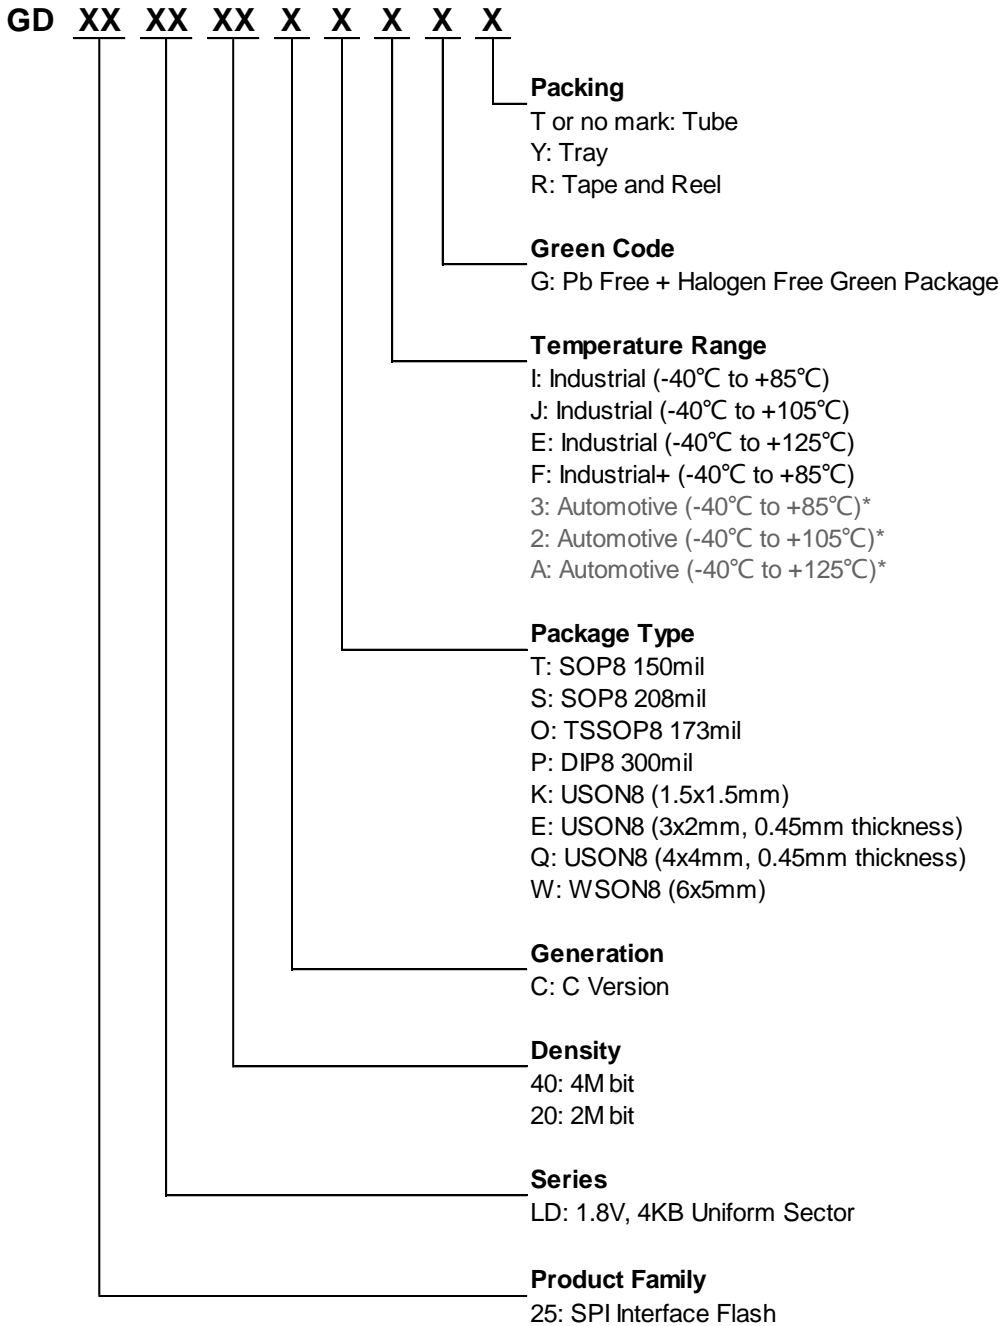 GD XX XX XX X X X X X
Packing
T or no mark: Tube
Y: Tray
R: Tape and Reel
Green Code
G: Pb Free + Halogen Free Green Package
Temperature Range
I: Industrial (-40℃ to +85℃)
J: Industrial (-40℃ to +105℃)
E: Industrial (-40℃ to +125℃)
F: Industrial+ (-40℃ to +85℃)
3: Automotive (-40℃ to +85℃)*
2: Automotive (-40℃ to +105℃)*
A: Automotive (-40℃ to +125℃)*
Package Type
T: SOP8 150mil
S: SOP8 208mil
O: TSSOP8 173mil
P: DIP8 300mil
K: USON8 (1.5x1.5mm)
E: USON8 (3x2mm, 0.45mm thickness)
Q: USON8 (4x4mm, 0.45mm thickness)
W: WSON8 (6x5mm)
Generation
C: C Version
Density
40: 4M bit
20: 2M bit
Series
LD: 1.8V, 4KB Uniform Sector
Product Family
25: SPI Interface Flash